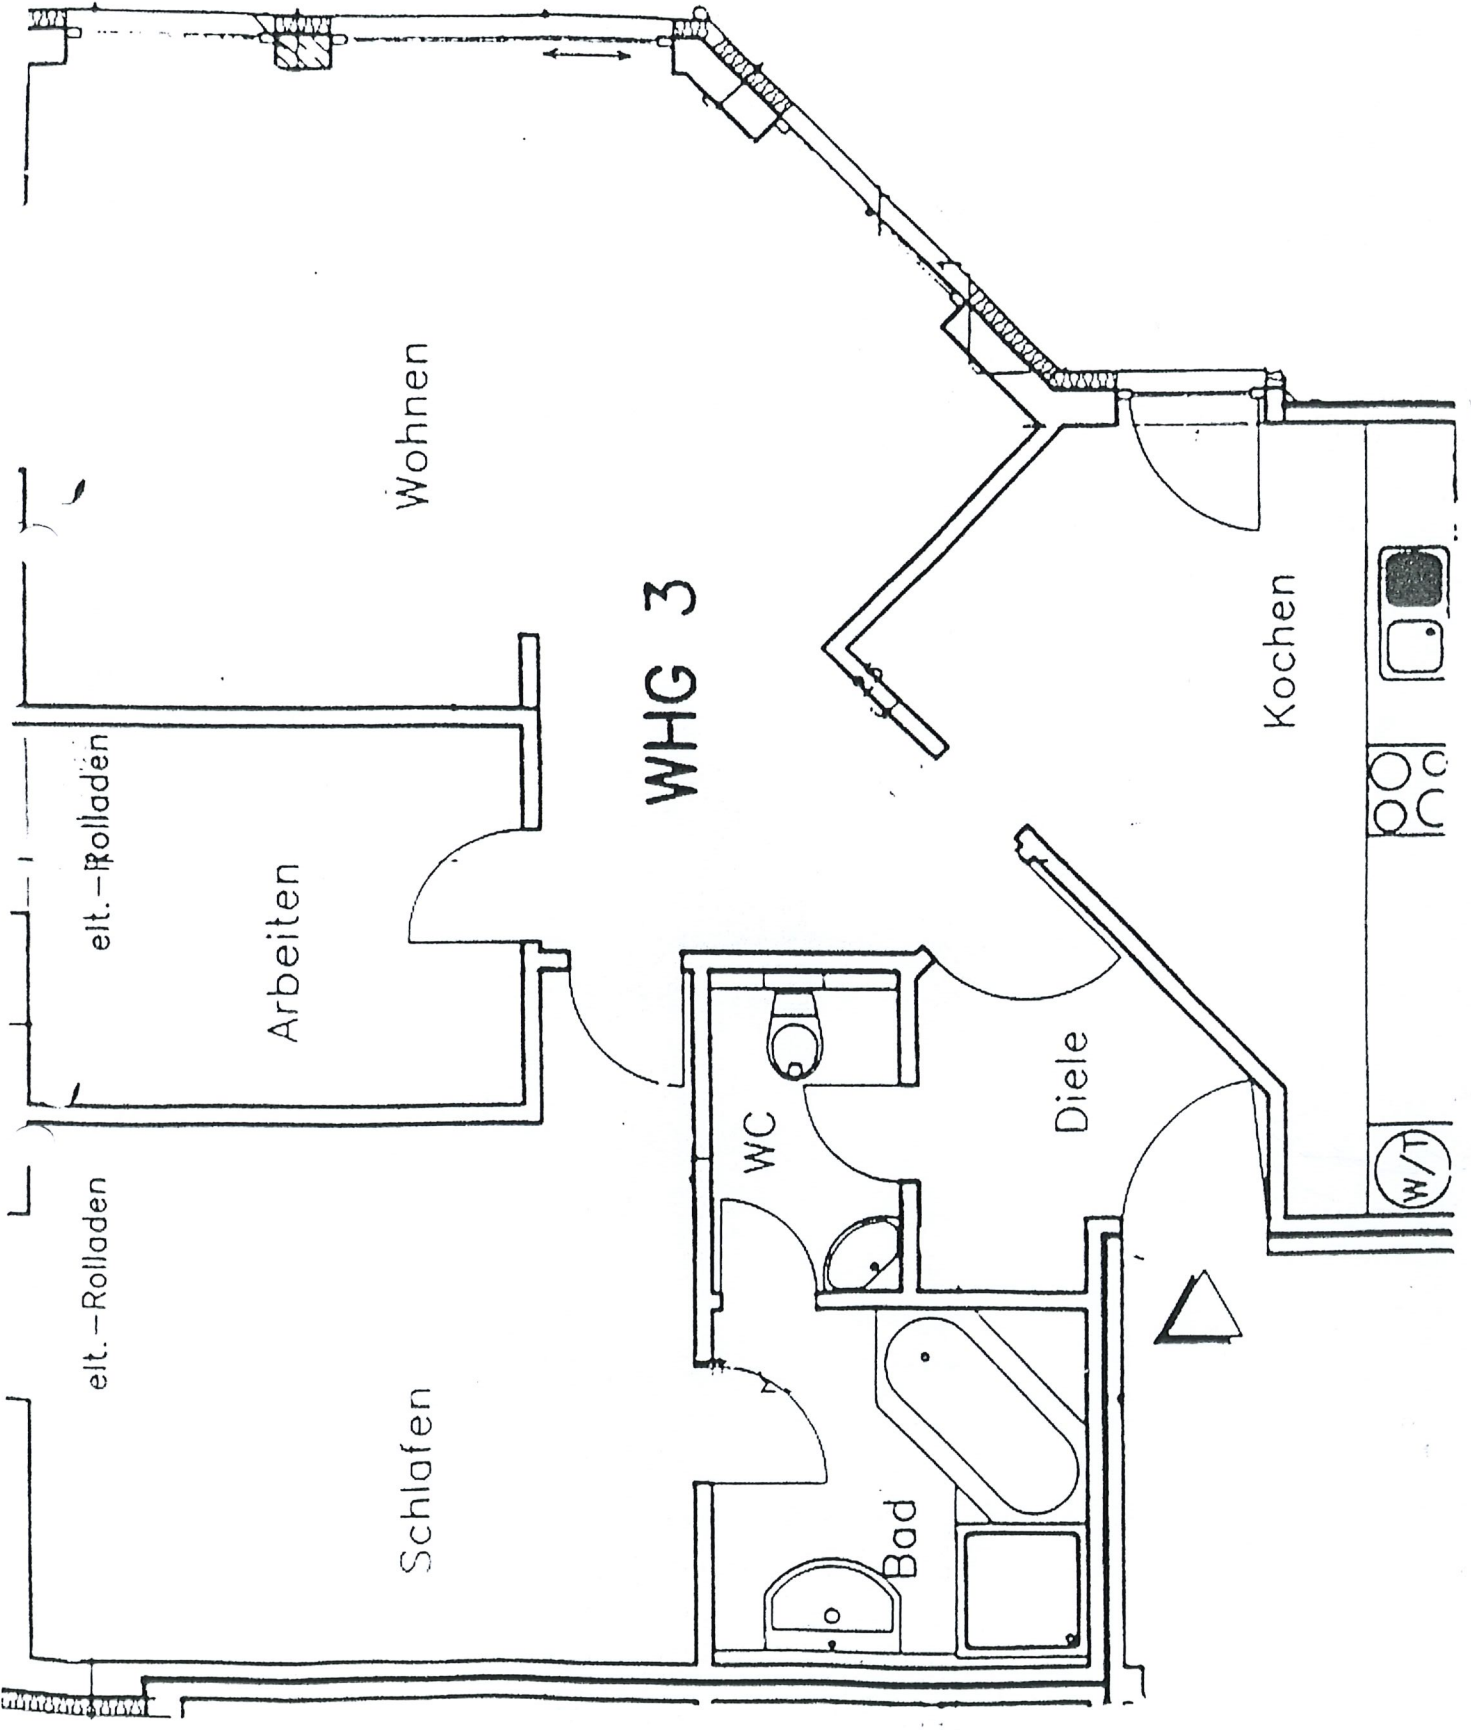 elt.-Rolladen
elt.-Rolladen
Arbeiten
Schlafen
Wohnen
WHG 3
WC
Bad
Diele
Kochen
W/T